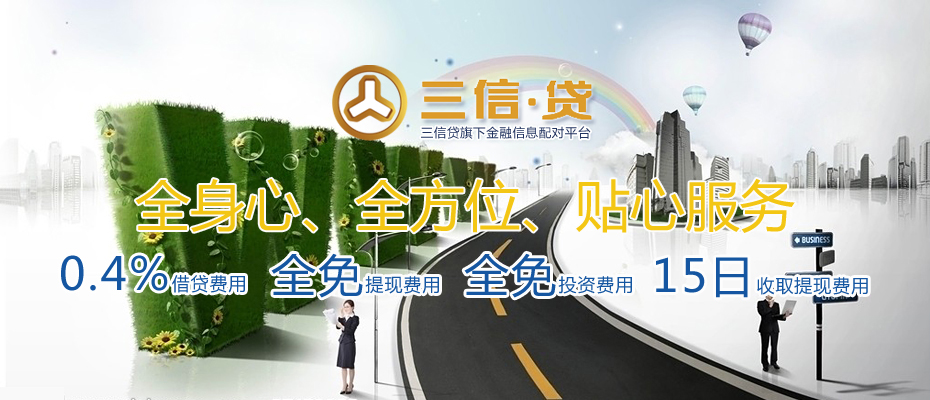 三信·贷
三信贷旗下金融信息配对平台
全身心、全方位、贴心服务
0.4%借贷费用 全免提现费用 全免投资费用 15日收取提现费用
BUSINESS